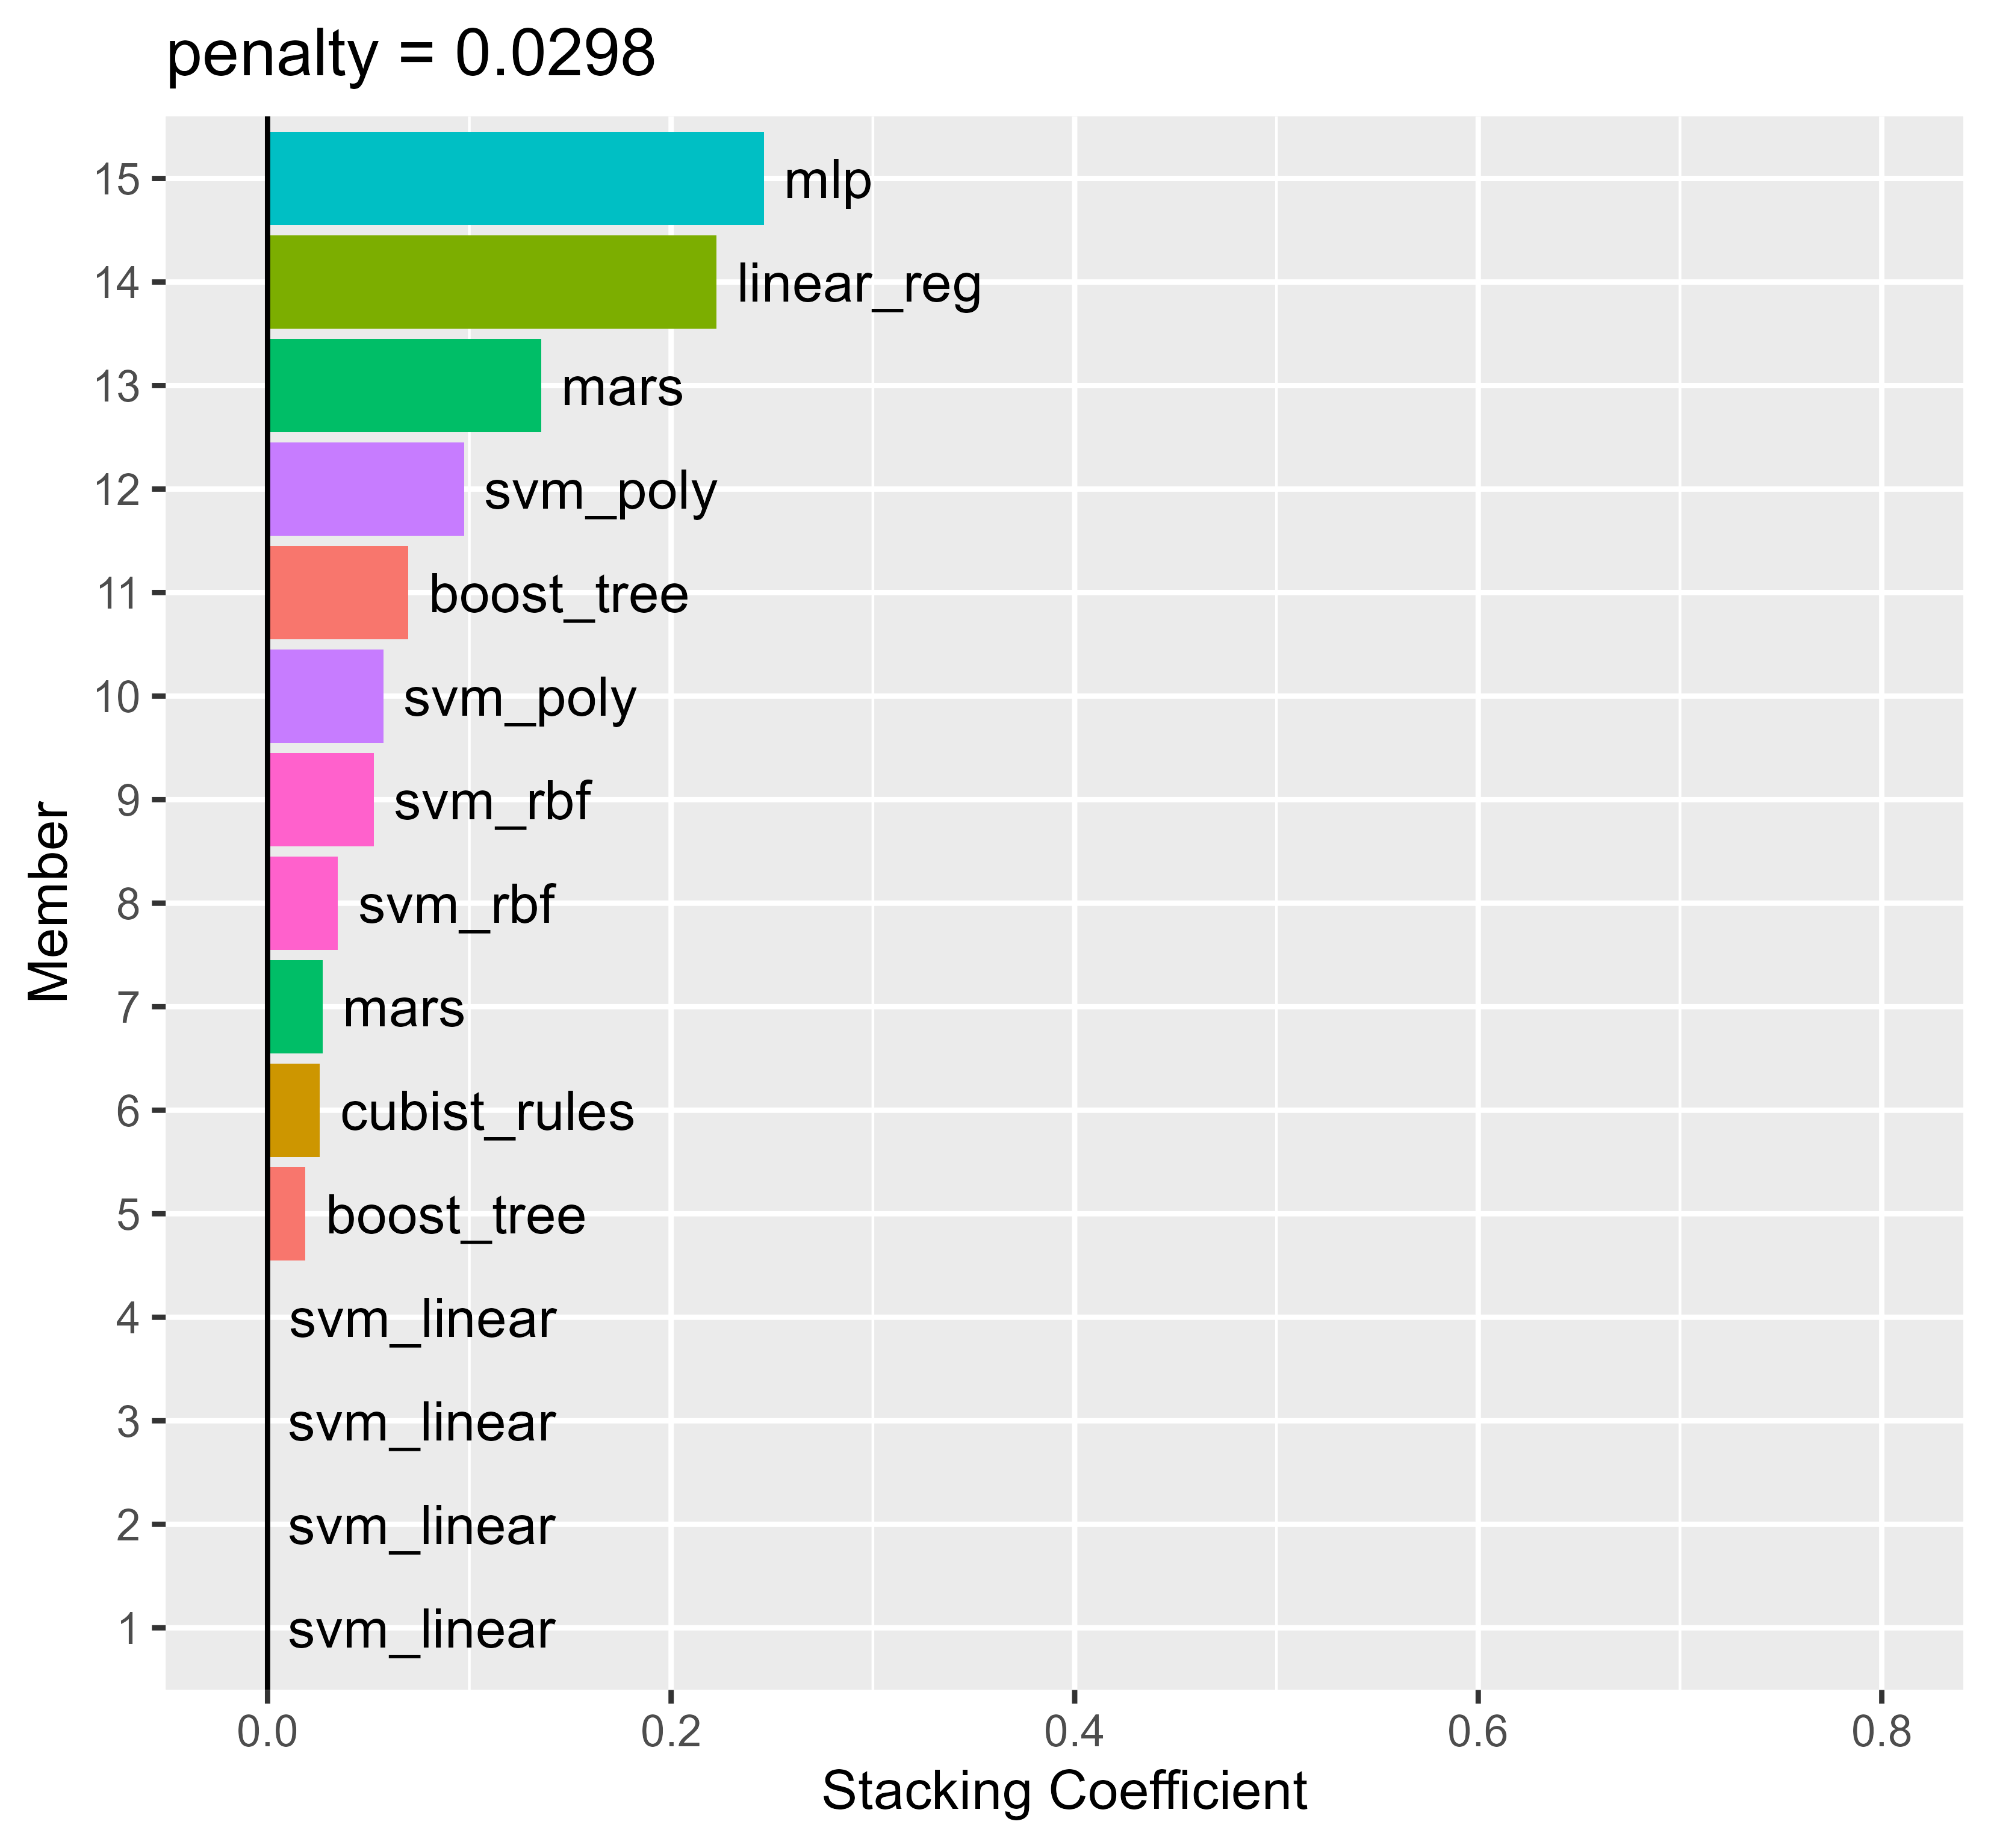 penalty = 0.0298
15
mlp
14
linear_reg
13
mars
12
svm_poly
11
boost_tree
10
svm_poly
9
svm_rbf
8
svm_rbf
7
mars
6
cubist_rules
5
boost_tree
4
svm_linear
3
svm_linear
2
svm_linear
1
svm_linear
Member
0.0 0.2 0.4 0.6 0.8
Stacking Coefficient